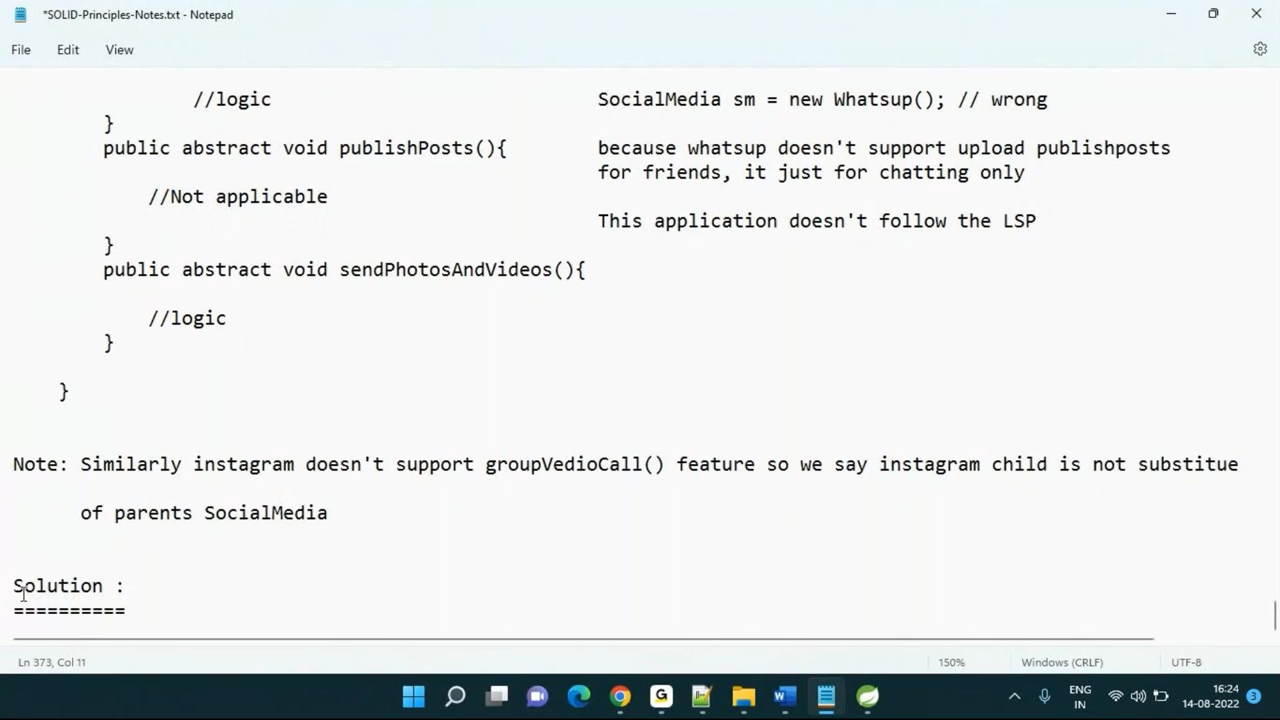 *SOLID-Principles-Notes.txt - Notepad
File Edit View
//logic
}
public abstract void publishPosts(){
//Not applicable
}
public abstract void sendPhotosAndVideos(){
//logic
}
}
SocialMedia sm = new Whatsup(); // wrong
because whatsup doesn't support upload publishposts
for friends, it just for chatting only
This application doesn't follow the LSP
Note: Similarly instagram doesn't support groupVedioCall() feature so we say instagram child is not substitue
of parents SocialMedia
Solution :
==========
Ln 373, Col 11 150% Windows (CRLF) UTF-8
ENG
IN
16:24
14-08-2022
3